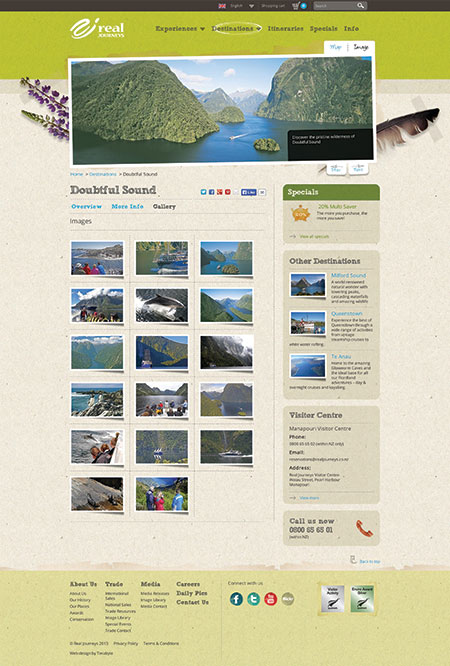 English
Shopping cart
0
Search
real
JOURNEYS
Experiences
Destinations
Itineraries
Specials
Info
Map
Image
Discover the pristine wilderness of
Doubtful Sound
Home > Destinations > Doubtful Sound
Doubtful Sound
Like
Overview
More Info
Gallery
Images
Specials
20% Multi Saver
The more you purchase, the
more you save!
View all specials
Other Destinations
Milford Sound
A world renowned
natural wonder with
towering peaks,
cascading waterfalls
and amazing wildlife
Queenstown
Experience the best of
Queenstown through a
wide range of activities
from vintage
steamship cruises to
white water rafting.
Te Anau
Home to the amazing
Glowworm Caves and
the ideal base for all
our Fiordland
adventures – day &
overnight cruises and kayaking.
Visitor Centre
Manapouri Visitor Centre
Phone:
0800 65 65 02 (within NZ only)
Email:
reservations@realjourneys.co.nz
Address:
Real Journeys Visitor Centre
Pearl Harbour
Manapouri
View more
Call us now
0800 65 65 01
(within NZ)
Back to top
About Us
About Us
Our History
Our Places
Awards
Conservation
Trade
International
Sales
National Sales
Trade Resources
Image Library
Special Events
Trade Contact
Media
Media Releases
Image Library
Media Contact
Careers
Daily Pics
Contact Us
Connect with us
flickr
© Real Journeys 2013
Privacy Policy
Terms & Conditions